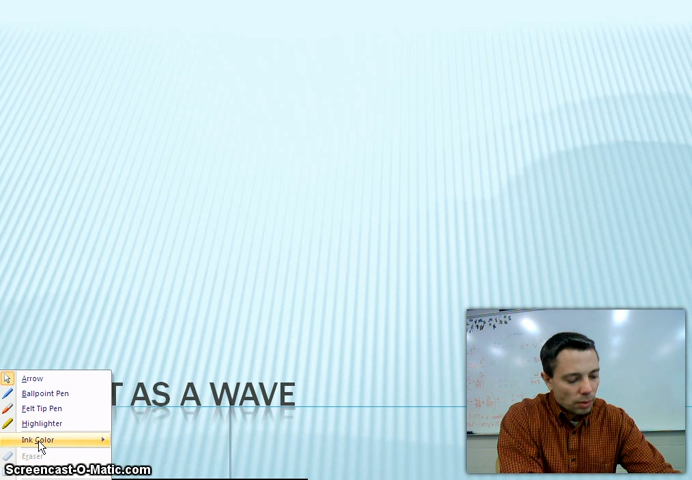 T AS A WAVE
Arrow
Ballpoint Pen
Felt Tip Pen
Highlighter
Ink Color
Eraser
Screencast-O-Matic.com